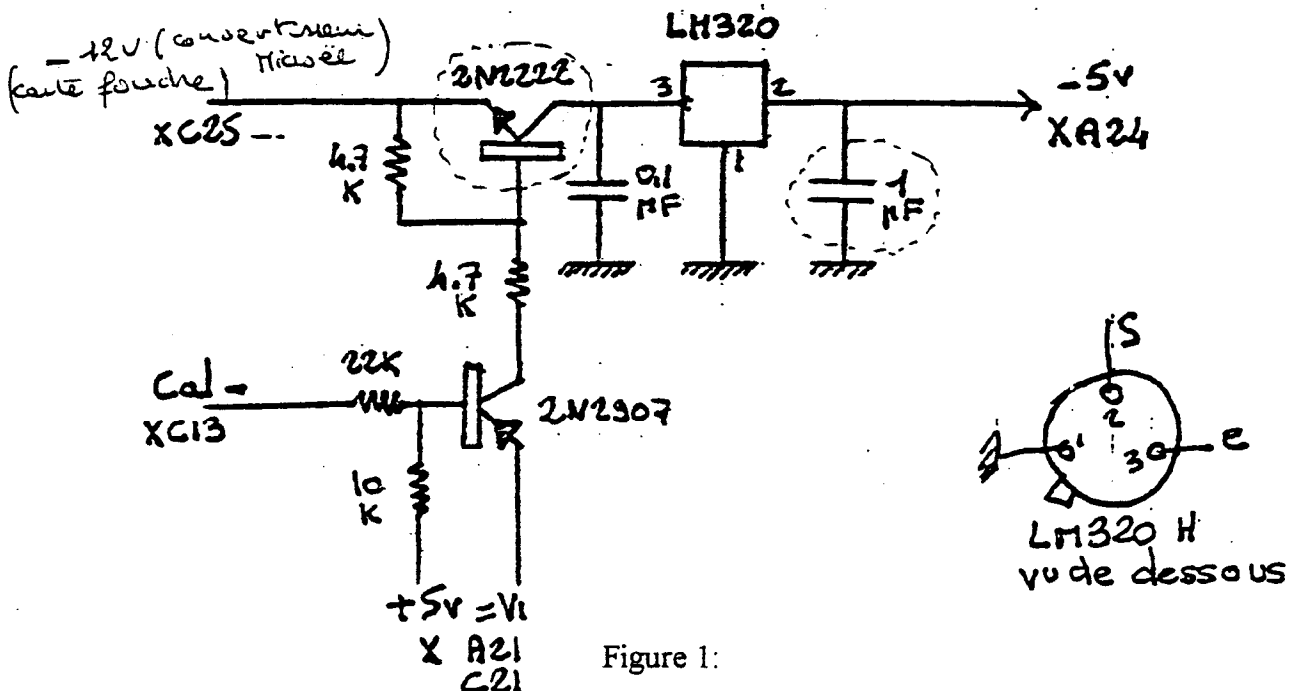 LM320
-12V (convertisseur
(carte fouche) Micröel)
2N2222
XC25 --
3
2
1
-5v
XA24
4.7
K
0,1
µF
1
µF
4.7
K
Cal -
XC13
22K
2N2907
10
K
+5v = V1
X A21
C21
S
2
1
3
e
LM320 H
vu de dessous
Figure 1: